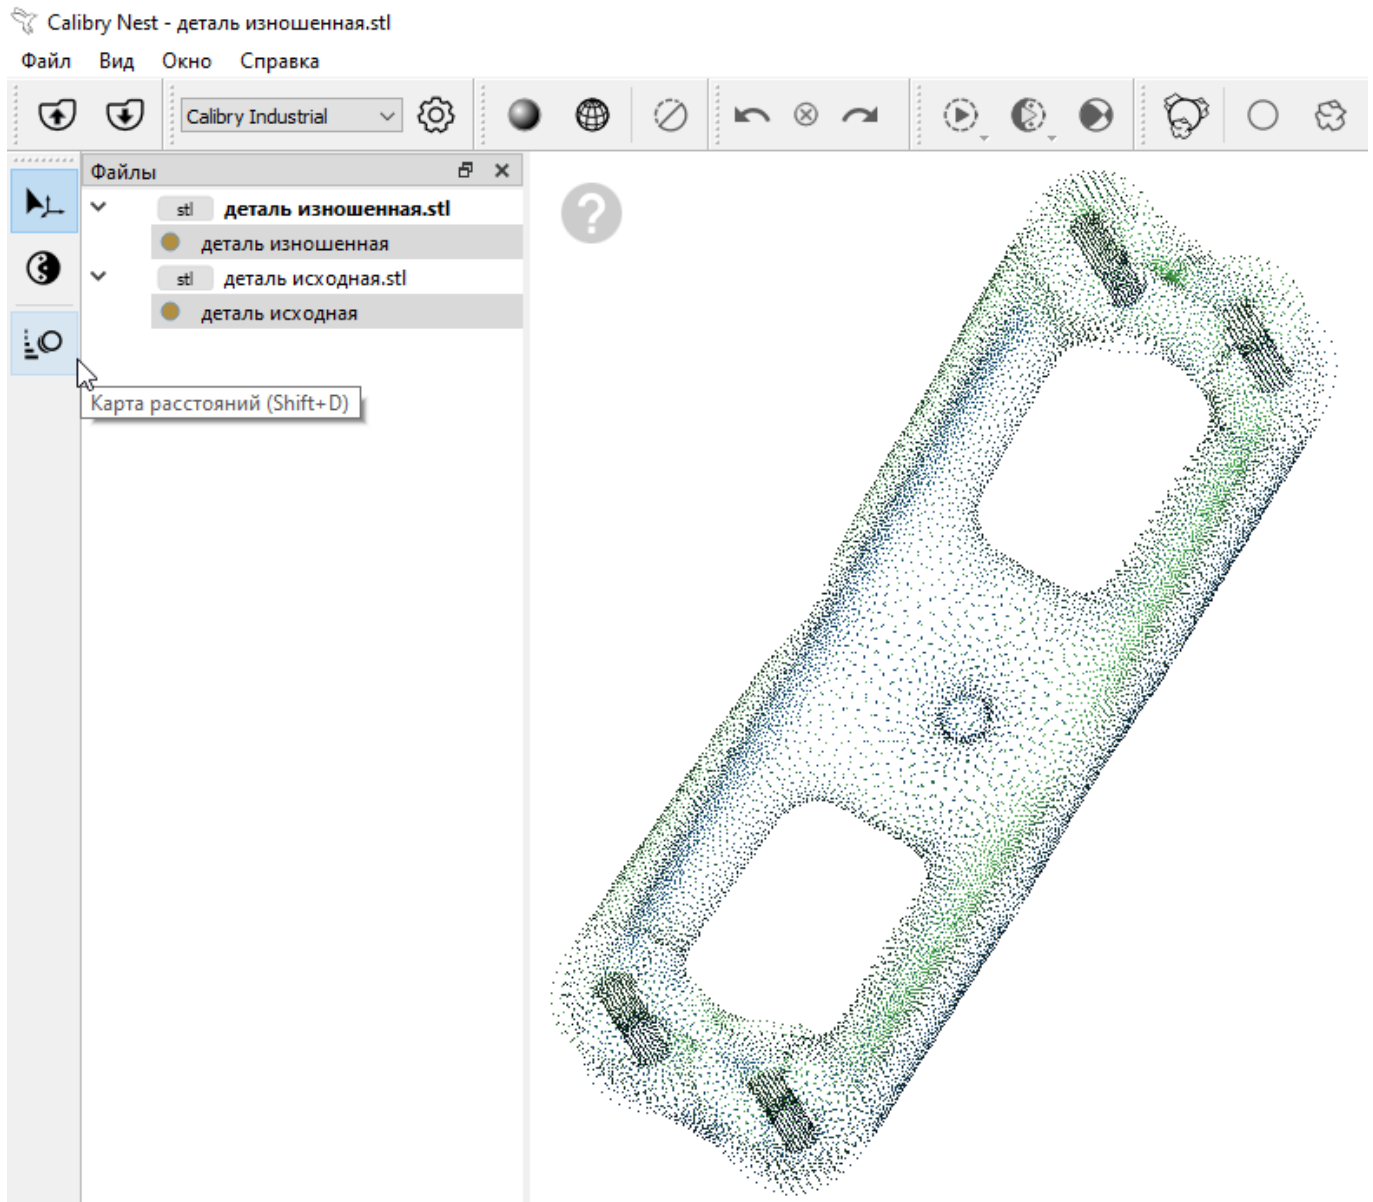 Calibry Nest - деталь изношенная.stl
Файл Вид Окно Справка
Calibry Industrial
Файлы
stl деталь изношенная.stl
деталь изношенная
stl деталь исходная.stl
деталь исходная
Карта расстояний (Shift+D)
?